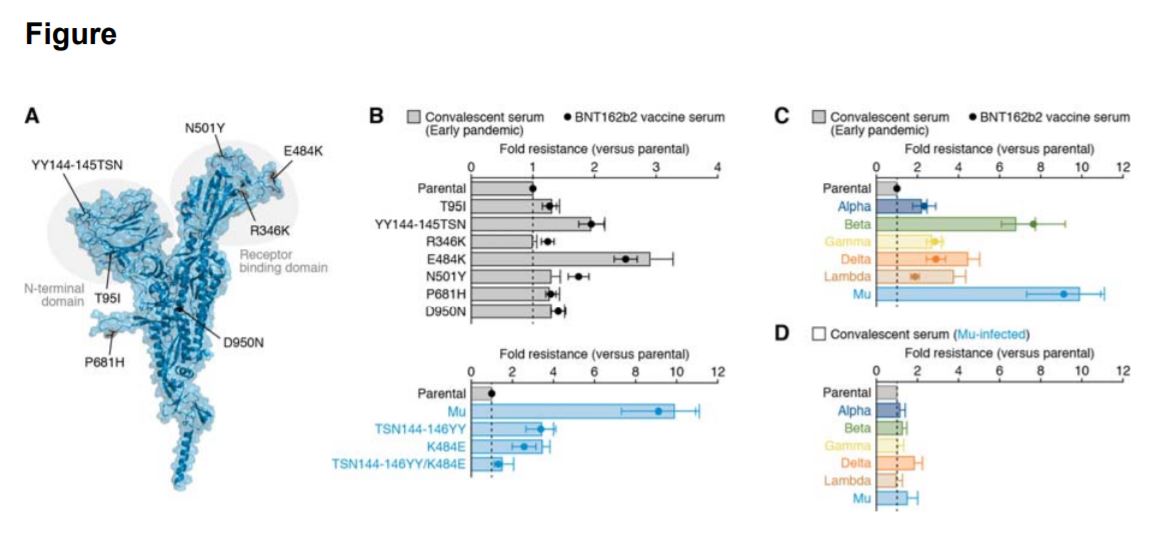 Figure
A
N501Y
E484K
YY144-145TSN
R346K
Receptor
binding domain
N-terminal
domain
T95I
D950N
P681H
B
Convalescent serum
(Early pandemic)
BNT162b2 vaccine serum
Fold resistance (versus parental)
0 1 2 3 4
Parental
T95I
YY144-145TSN
R346K
E484K
N501Y
P681H
D950N
Fold resistance (versus parental)
0 2 4 6 8 10 12
Parental
Mu
TSN144-146YY
K484E
TSN144-146YY/K484E
C
Convalescent serum
(Early pandemic)
BNT162b2 vaccine serum
Fold resistance (versus parental)
0 2 4 6 8 10 12
Parental
Alpha
Beta
Gamma
Delta
Lambda
Mu
D
Convalescent serum (Mu-infected)
Fold resistance (versus parental)
0 2 4 6 8 10 12
Parental
Alpha
Beta
Gamma
Delta
Lambda
Mu